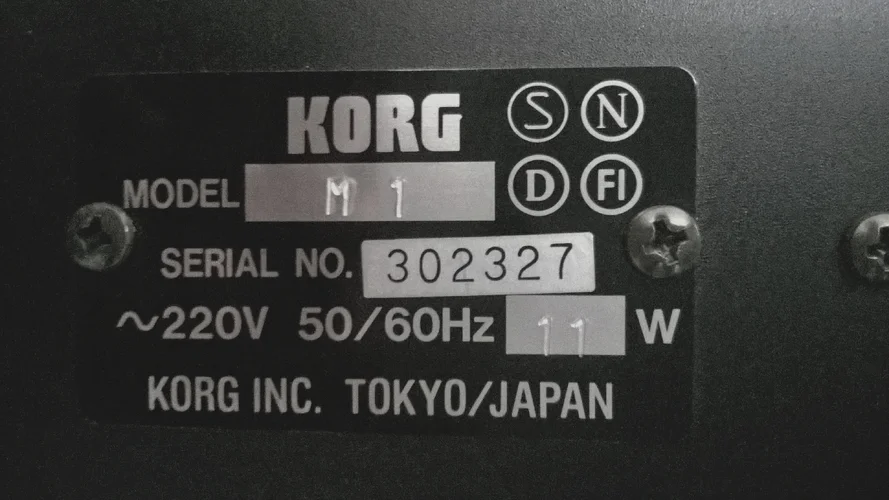 KORG S N
MODEL M 1 D FI
SERIAL NO. 302327
~220V 50/60Hz 11 W
KORG INC. TOKYO/JAPAN